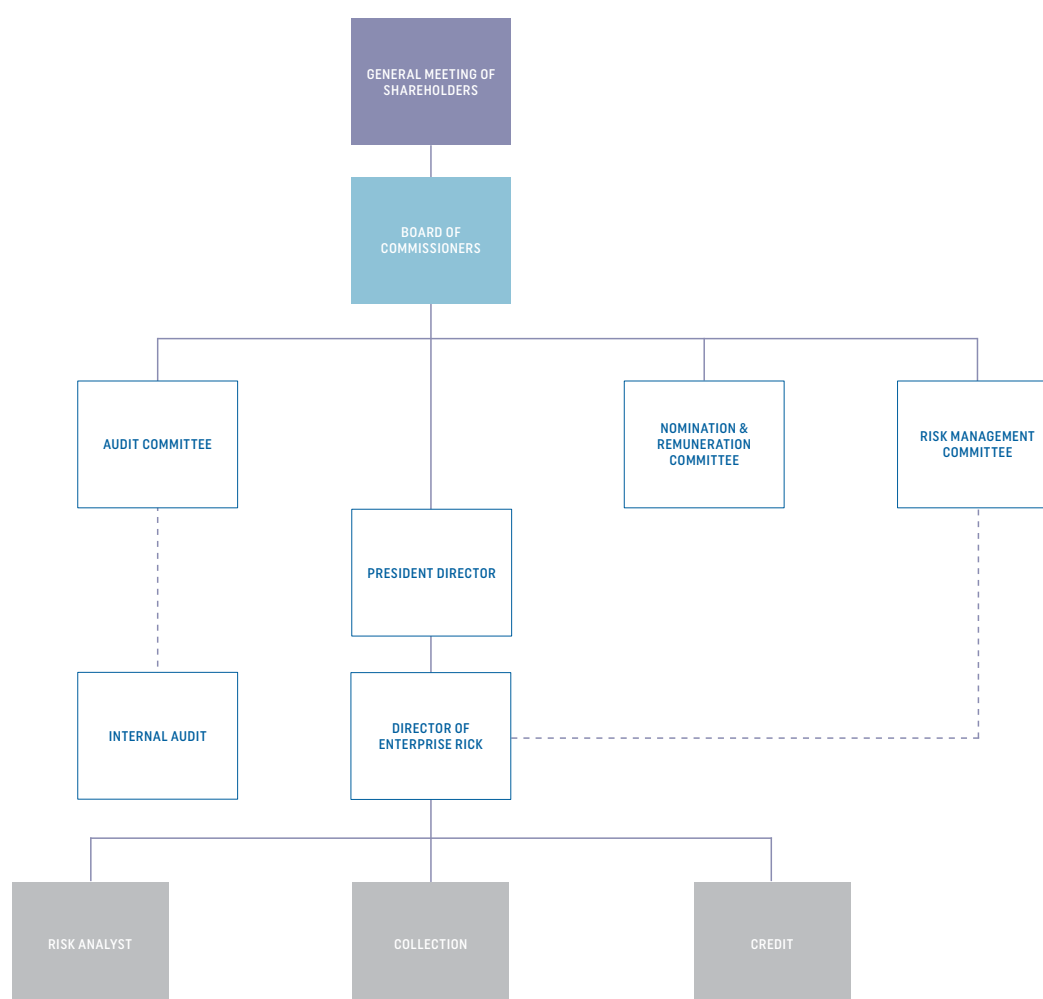 GENERAL MEETING OF
SHAREHOLDERS
BOARD OF
COMMISSIONERS
AUDIT COMMITTEE
NOMINATION &
REMUNERATION
COMMITTEE
RISK MANAGEMENT
COMMITTEE
PRESIDENT DIRECTOR
INTERNAL AUDIT
DIRECTOR OF
ENTERPRISE RICK
RISK ANALYST
COLLECTION
CREDIT